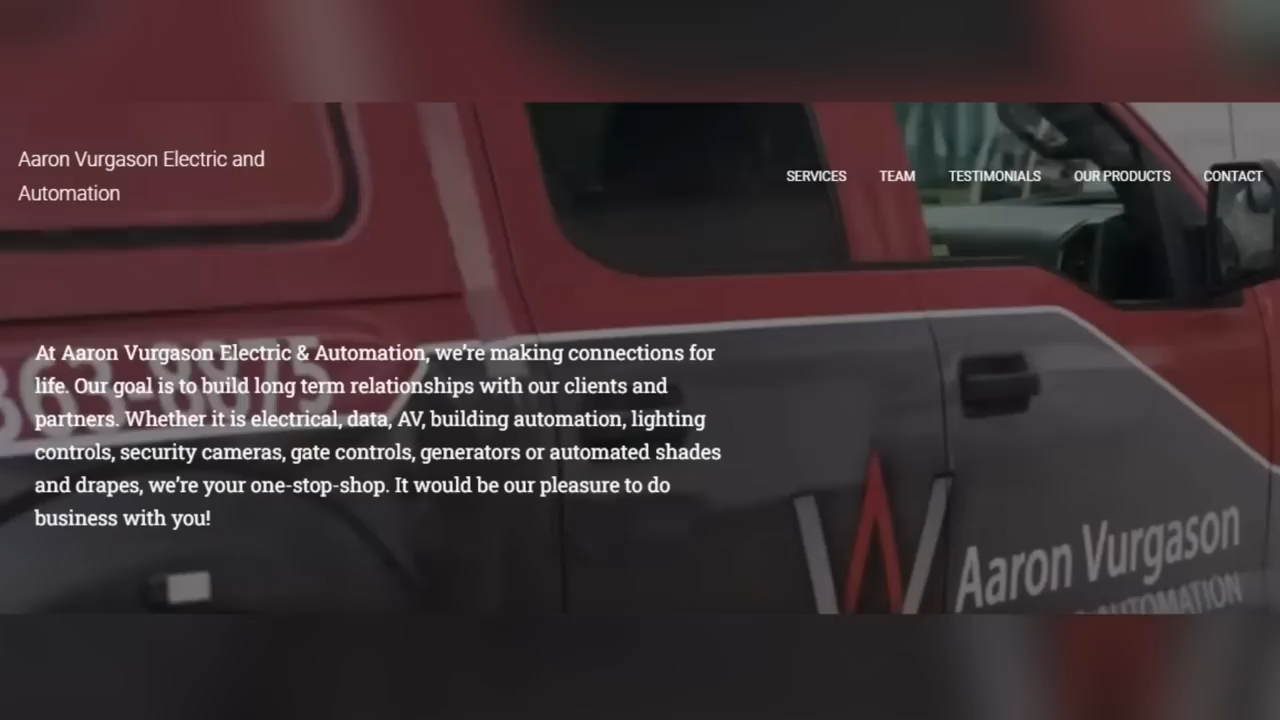 Aaron Vurgason Electric and
Automation
SERVICES TEAM TESTIMONIALS OUR PRODUCTS CONTACT
At Aaron Vurgason Electric & Automation, we're making connections for
life. Our goal is to build long term relationships with our clients and
partners. Whether it is electrical, data, AV, building automation, lighting
controls, security cameras, gate controls, generators or automated shades
and drapes, we're your one-stop-shop. It would be our pleasure to do
business with you!
Aaron Vurgason
AUTOMATION